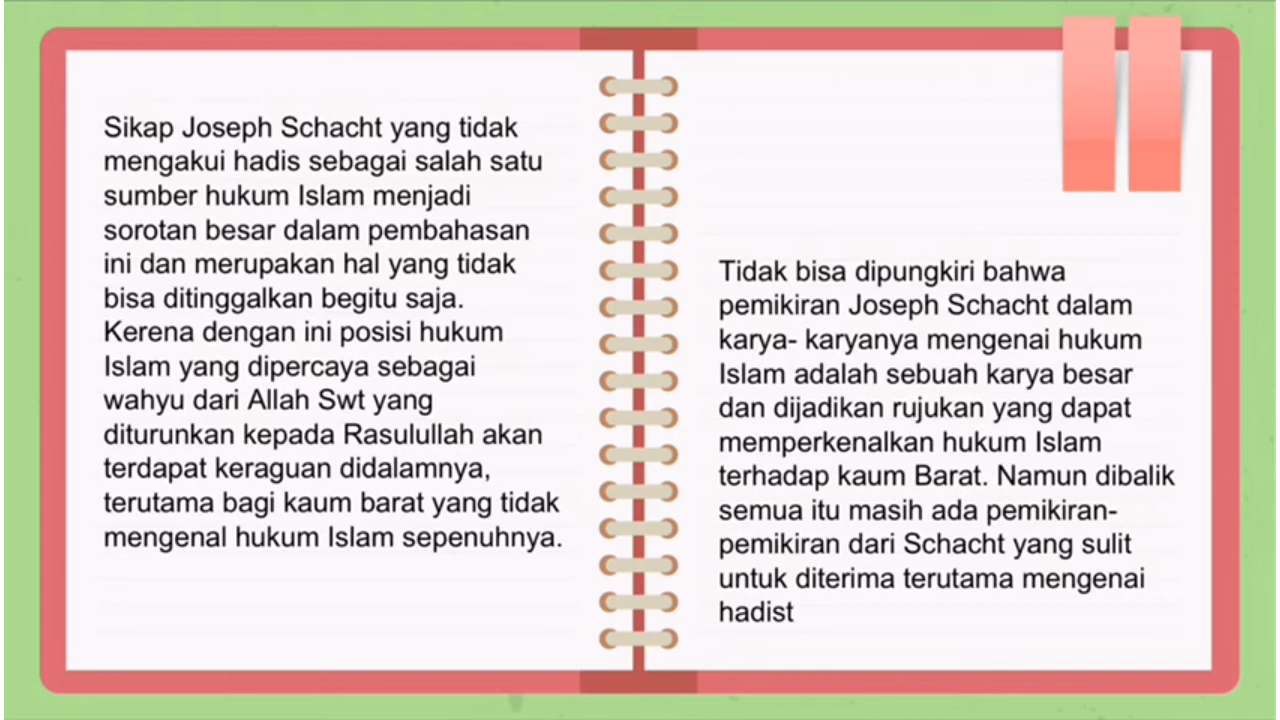 Sikap Joseph Schacht yang tidak
mengakui hadis sebagai salah satu
sumber hukum Islam menjadi
sorotan besar dalam pembahasan
ini dan merupakan hal yang tidak
bisa ditinggalkan begitu saja.
Kerena dengan ini posisi hukum
Islam yang dipercaya sebagai
wahyu dari Allah Swt yang
diturunkan kepada Rasulullah akan
terdapat keraguan didalamnya,
terutama bagi kaum barat yang tidak
mengenal hukum Islam sepenuhnya.
Tidak bisa dipungkiri bahwa
pemikiran Joseph Schacht dalam
karya- karyanya mengenai hukum
Islam adalah sebuah karya besar
dan dijadikan rujukan yang dapat
memperkenalkan hukum Islam
terhadap kaum Barat. Namun dibalik
semua itu masih ada pemikiran-
pemikiran dari Schacht yang sulit
untuk diterima terutama mengenai
hadist